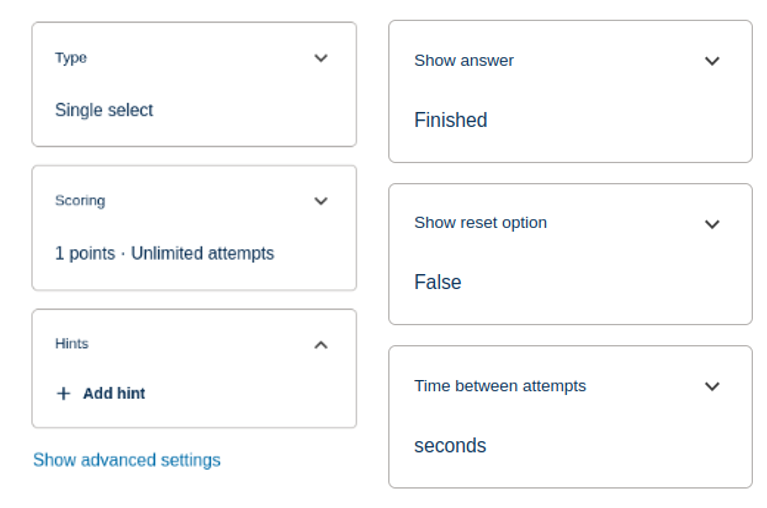 Type
Single select
Scoring
1 points · Unlimited attempts
Hints
+ Add hint
Show advanced settings
Show answer
Finished
Show reset option
False
Time between attempts
seconds